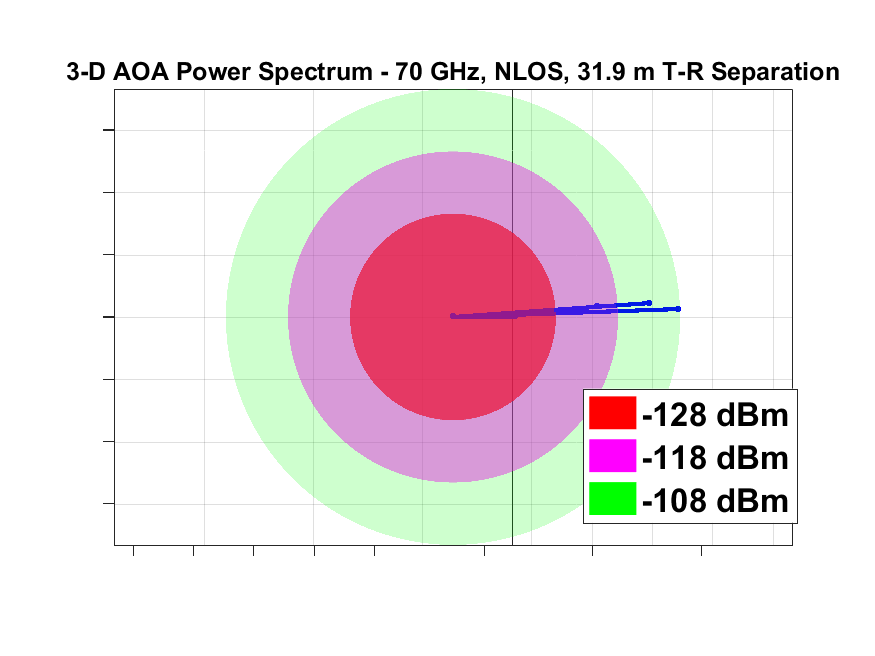 3-D AOA Power Spectrum - 70 GHz, NLOS, 31.9 m T-R Separation
-128 dBm
-118 dBm
-108 dBm